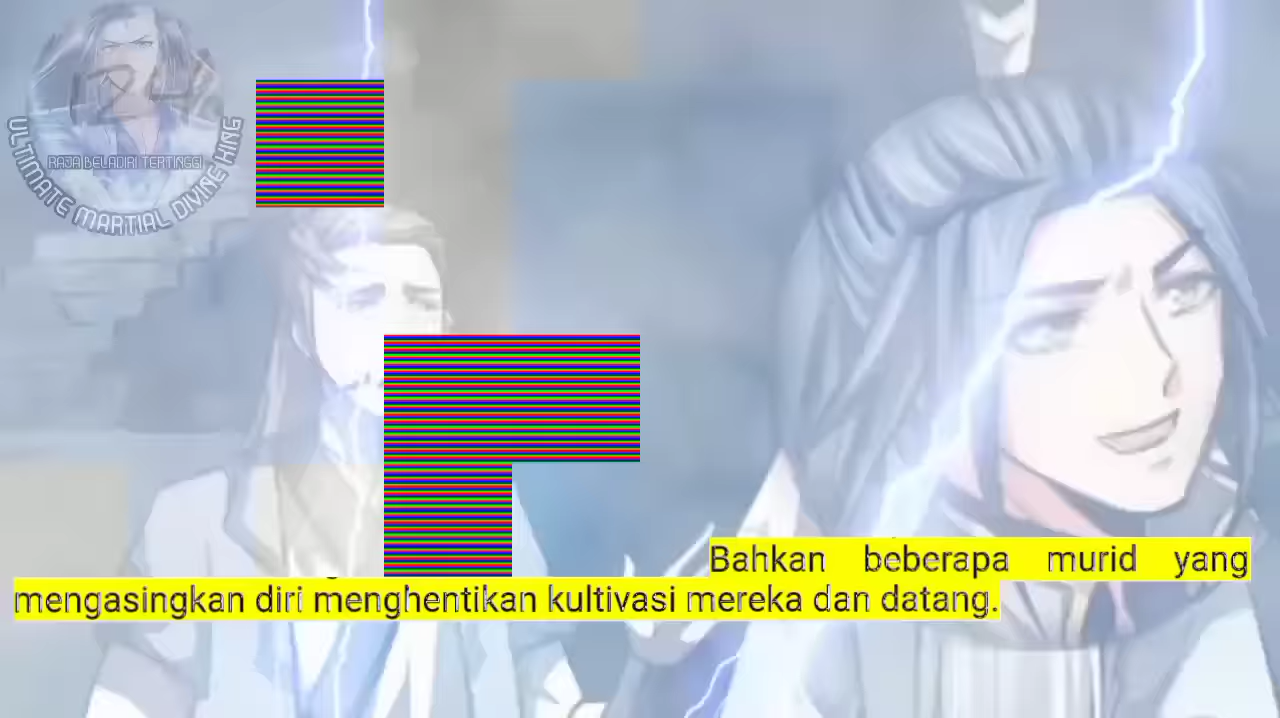 RAJA BELADIRI TERTINGGI
ULTIMATE MARTIAL DIVINE KING
Bahkan beberapa murid yang
mengasingkan diri menghentikan kultivasi mereka dan datang.